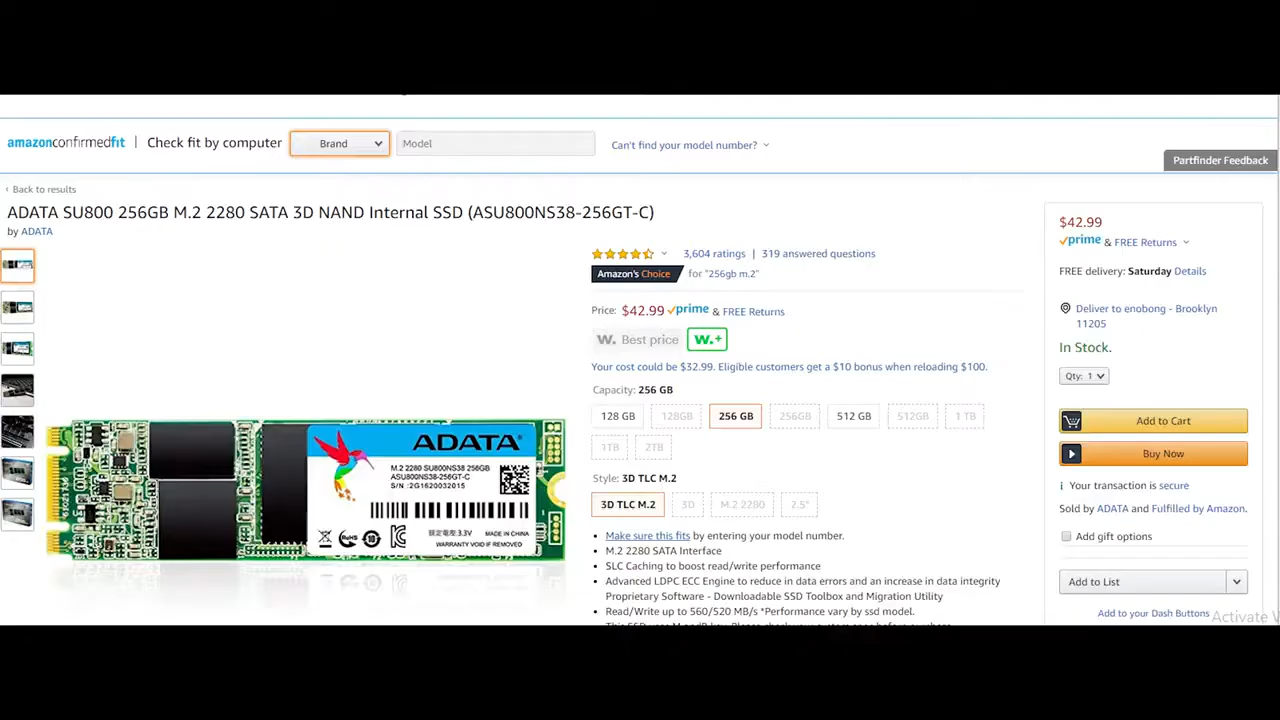 amazonconfirmedfit | Check fit by computer Brand Model Can't find your model number?
Partfinder Feedback
‹ Back to results
ADATA SU800 256GB M.2 2280 SATA 3D NAND Internal SSD (ASU800NS38-256GT-C)
by ADATA
3,604 ratings | 319 answered questions
Amazon's Choice for "256gb m.2"
Price: $42.99 prime & FREE Returns
W. Best price W.+
Your cost could be $32.99. Eligible customers get a $10 bonus when reloading $100.
Capacity: 256 GB
128 GB 128GB 256 GB 256GB 512 GB 512GB 1 TB
1TB 2TB
Style: 3D TLC M.2
3D TLC M.2 3D M.2 2280 2.5"
• Make sure this fits by entering your model number.
• M.2 2280 SATA Interface
• SLC Caching to boost read/write performance
• Advanced LDPC ECC Engine to reduce in data errors and an increase in data integrity
Proprietary Software - Downloadable SSD Toolbox and Migration Utility
• Read/Write up to 560/520 MB/s *Performance vary by ssd model.
ADATA
M.2 2280 SU800NS38 256GB
ASU800NS38-256GT-C
S/N :2G1620032015
RoHS 10 額定電壓3.3V MADE IN CHINA
WARRANTY VOID IF REMOVED
$42.99
prime & FREE Returns
FREE delivery: Saturday Details
Deliver to enobong - Brooklyn
11205
In Stock.
Qty: 1
Add to Cart
Buy Now
Your transaction is secure
Sold by ADATA and Fulfilled by Amazon.
Add gift options
Add to List
Add to your Dash Buttons
Activate